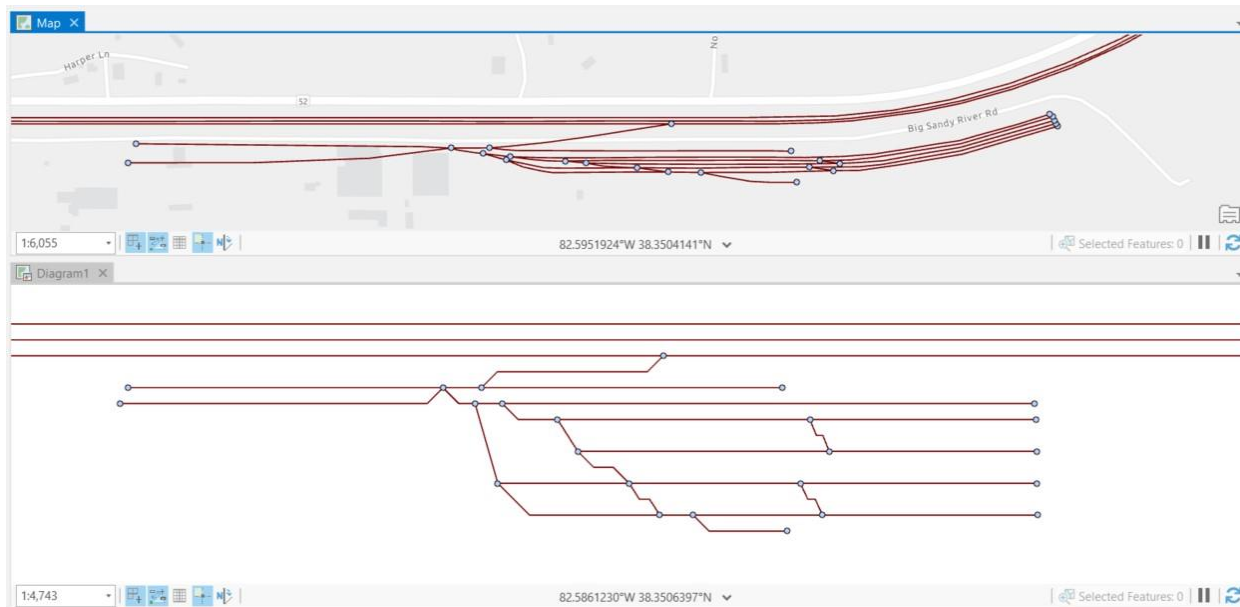 Map
Harper Ln
No
52
Big Sandy River Rd
1:6,055
82.5951924°W 38.3504141°N
Selected Features: 0
Diagram1
1:4,743
82.5861230°W 38.3506397°N
Selected Features: 0